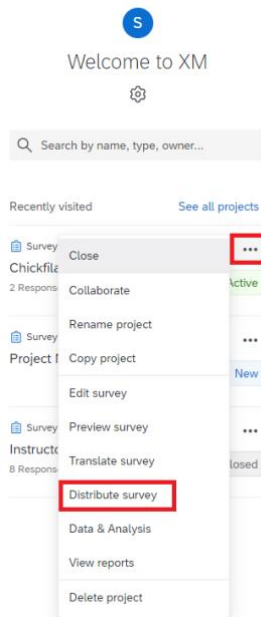 S
Welcome to XM
Search by name, type, owner...
Recently visited See all projects
Survey
Chickfila
2 Respons
Active
Survey
Project
New
Survey
Instructo
8 Respons
losed
Close
Collaborate
Rename project
Copy project
Edit survey
Preview survey
Translate survey
Distribute survey
Data & Analysis
View reports
Delete project